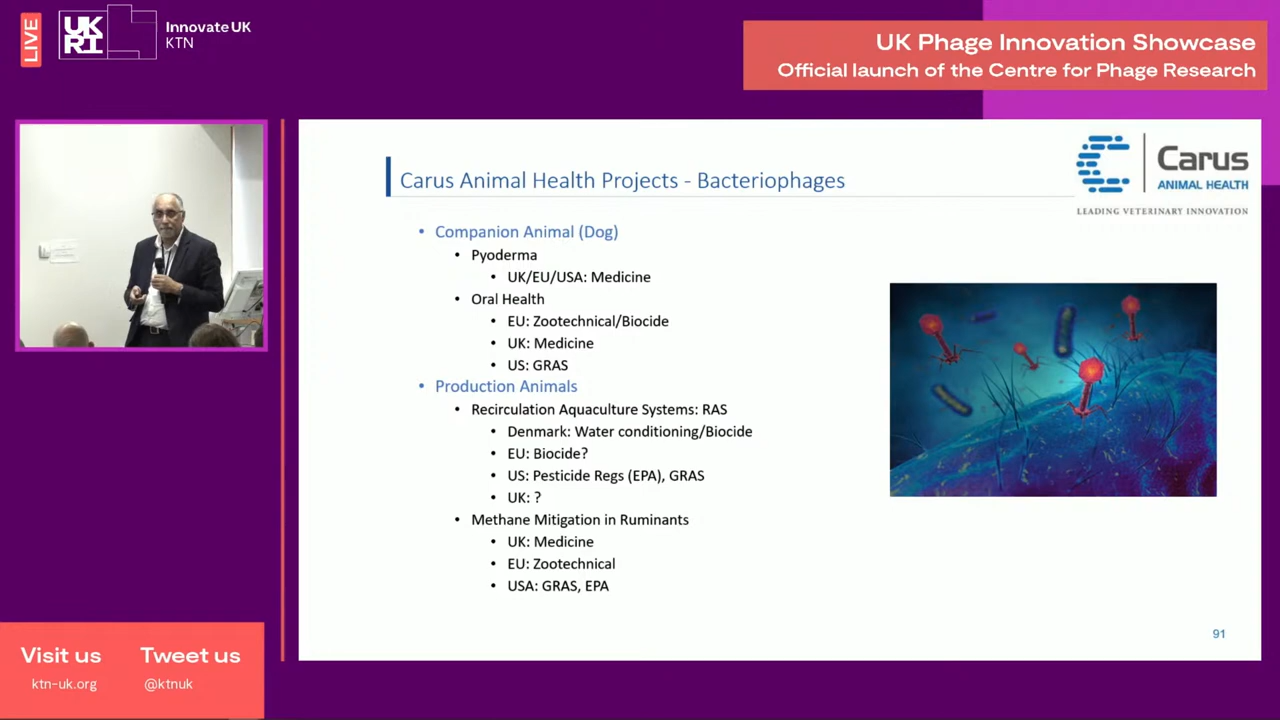 LIVE
UK
RI
Innovate UK
KTN
UK Phage Innovation Showcase
Official launch of the Centre for Phage Research
Carus Animal Health Projects - Bacteriophages
Carus
ANIMAL HEALTH
LEADING VETERINARY INNOVATION
• Companion Animal (Dog)
• Pyoderma
• UK/EU/USA: Medicine
• Oral Health
• EU: Zootechnical/Biocide
• UK: Medicine
• US: GRAS
• Production Animals
• Recirculation Aquaculture Systems: RAS
• Denmark: Water conditioning/Biocide
• EU: Biocide?
• US: Pesticide Regs (EPA), GRAS
• UK: ?
• Methane Mitigation in Ruminants
• UK: Medicine
• EU: Zootechnical
• USA: GRAS, EPA
91
Visit us
ktn-uk.org
Tweet us
@ktnuk